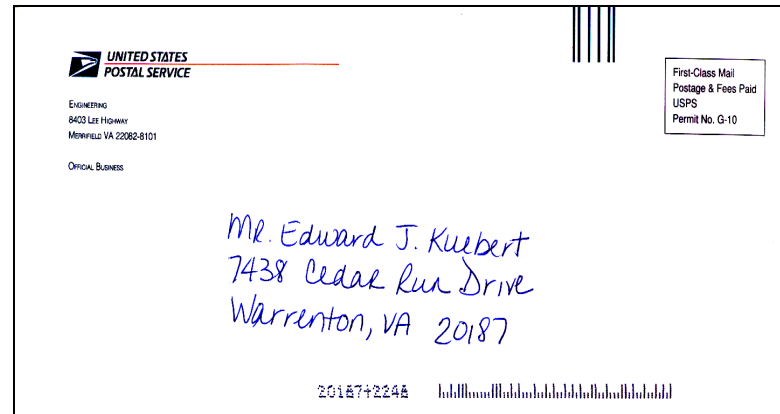 UNITED STATES
POSTAL SERVICE
ENGINEERING
8403 LEE HIGHWAY
MERRIFIELD VA 22082-8101
OFFICIAL BUSINESS
First-Class Mail
Postage & Fees Paid
USPS
Permit No. G-10
MR. Edward J. Kuebert
7438 Cedar Run Drive
Warrenton, VA 20187
20187+2248